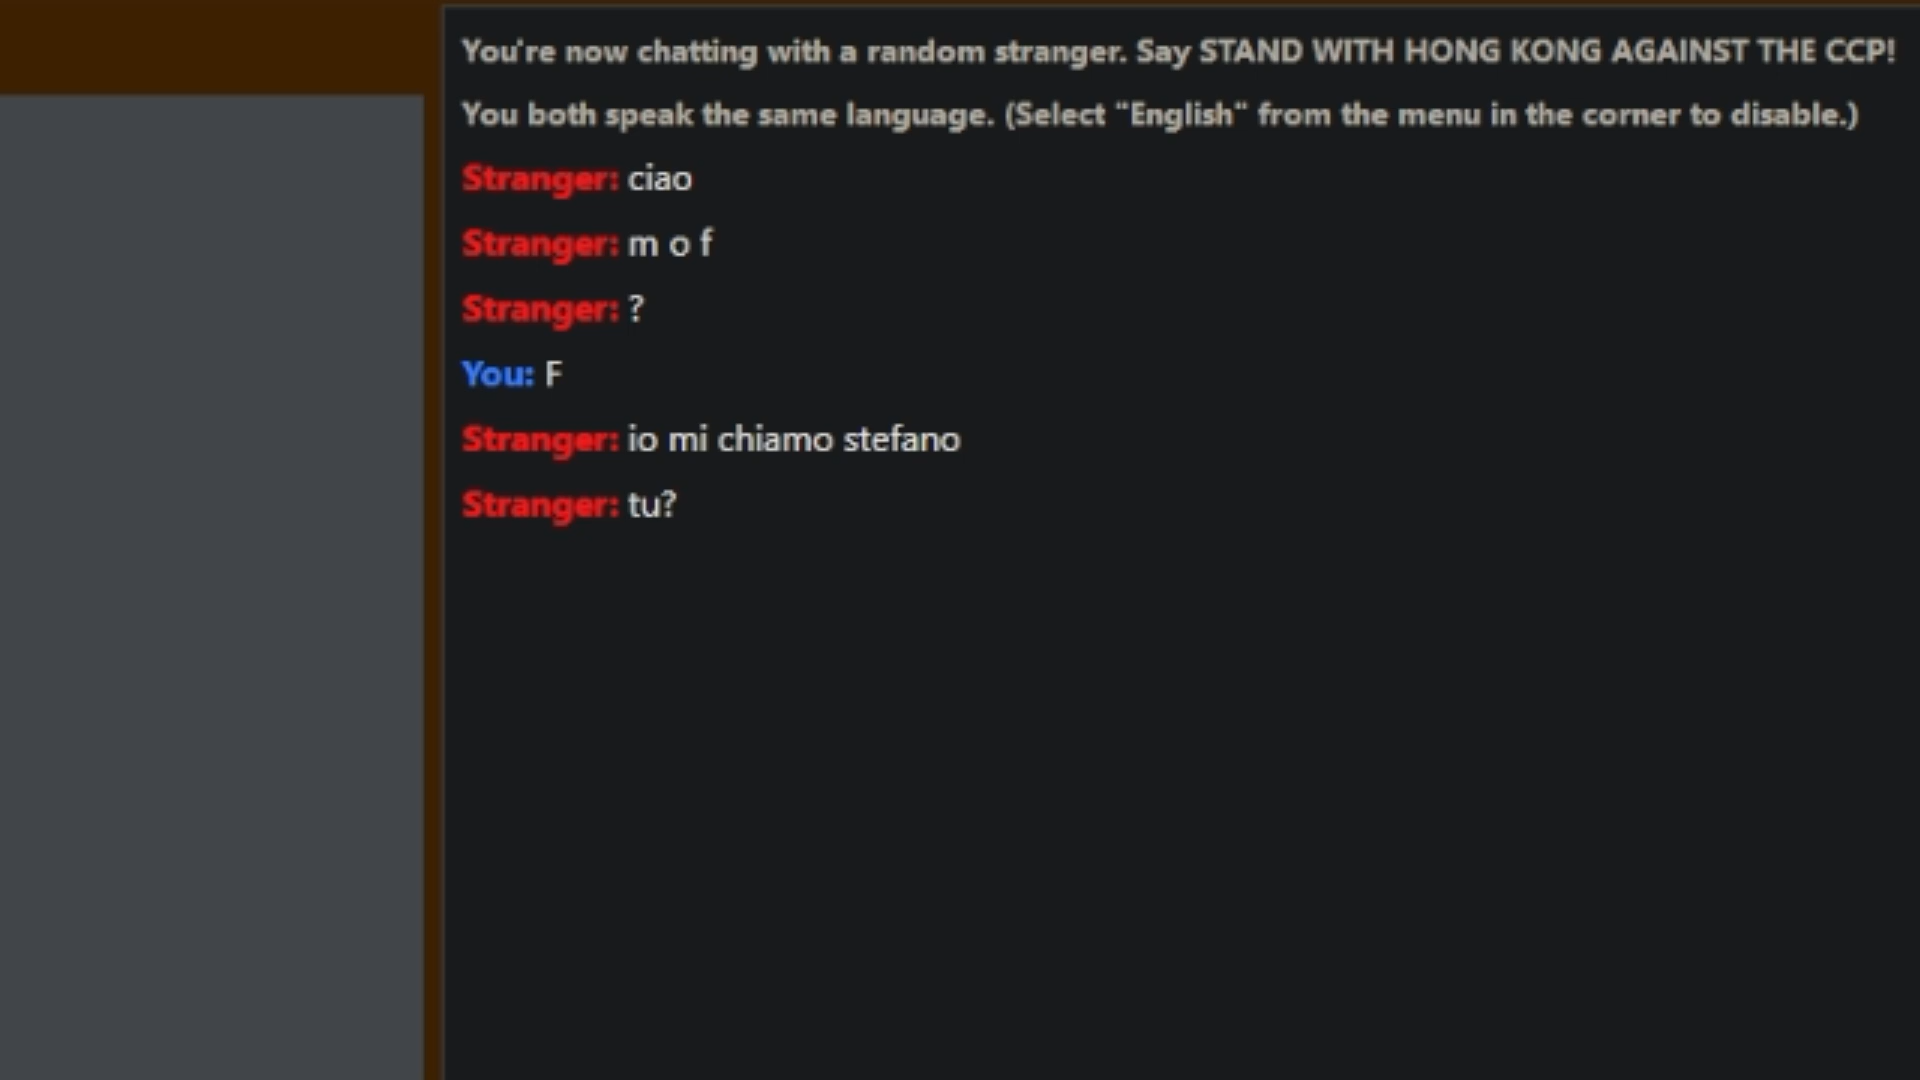 You're now chatting with a random stranger. Say STAND WITH HONG KONG AGAINST THE CCP!
You both speak the same language. (Select "English" from the menu in the corner to disable.)
Stranger: ciao
Stranger: m o f
Stranger: ?
You: F
Stranger: io mi chiamo stefano
Stranger: tu?